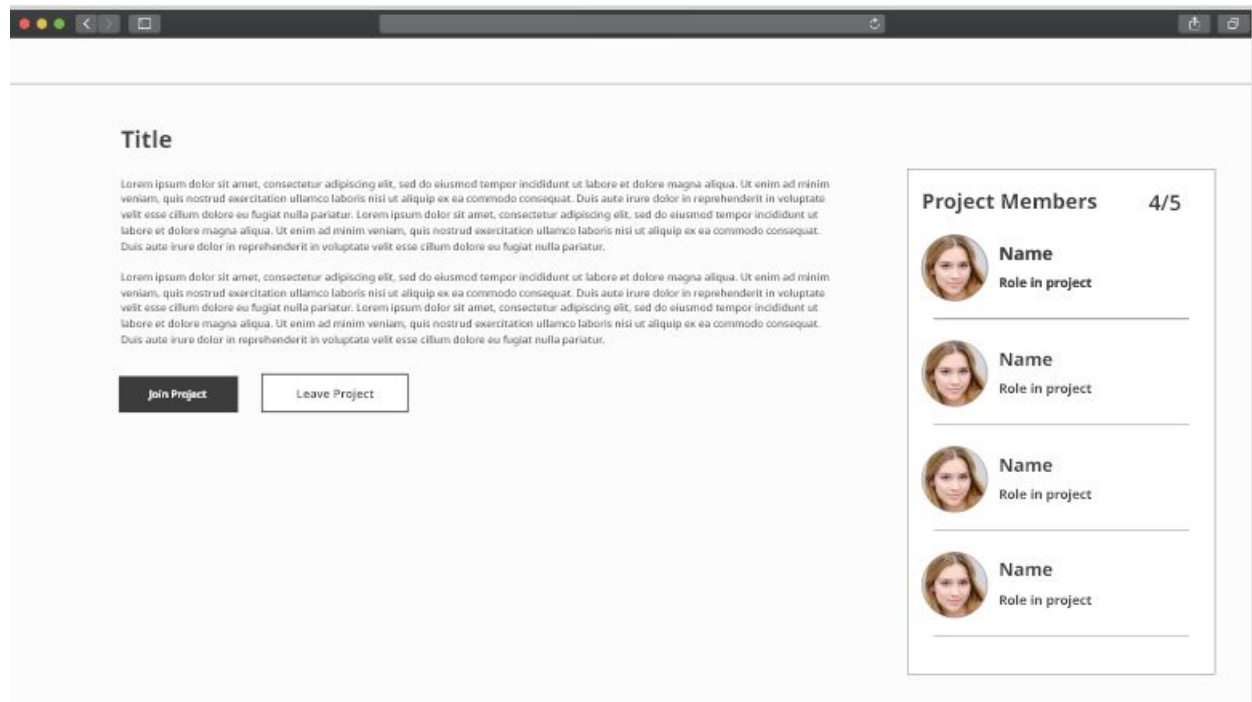 Title
Lorem ipsum dolor sit amet, consectetur adipiscing elit, sed do eiusmod tempor incididunt ut labore et dolore magna aliqua. Ut enim ad minim
veniam, quis nostrud exercitation ullamco laboris nisi ut aliquip ex ea commodo consequat. Duis aute irure dolor in reprehenderit in voluptate
velit esse cillum dolore eu fugiat nulla pariatur. Lorem ipsum dolor sit amet, consectetur adipiscing elit, sed do eiusmod tempor incididunt ut
labore et dolore magna aliqua. Ut enim ad minim veniam, quis nostrud exercitation ullamco laboris nisi ut aliquip ex ea commodo consequat.
Duis aute irure dolor in reprehenderit in voluptate velit esse cillum dolore eu fugiat nulla pariatur.
Lorem ipsum dolor sit amet, consectetur adipiscing elit, sed do eiusmod tempor incididunt ut labore et dolore magna aliqua. Ut enim ad minim
veniam, quis nostrud exercitation ullamco laboris nisi ut aliquip ex ea commodo consequat. Duis aute irure dolor in reprehenderit in voluptate
velit esse cillum dolore eu fugiat nulla pariatur. Lorem ipsum dolor sit amet, consectetur adipiscing elit, sed do eiusmod tempor incididunt ut
labore et dolore magna aliqua. Ut enim ad minim veniam, quis nostrud exercitation ullamco laboris nisi ut aliquip ex ea commodo consequat.
Duis aute irure dolor in reprehenderit in voluptate velit esse cillum dolore eu fugiat nulla pariatur.
Join Project
Leave Project
Project Members 4/5
Name
Role in project
Name
Role in project
Name
Role in project
Name
Role in project